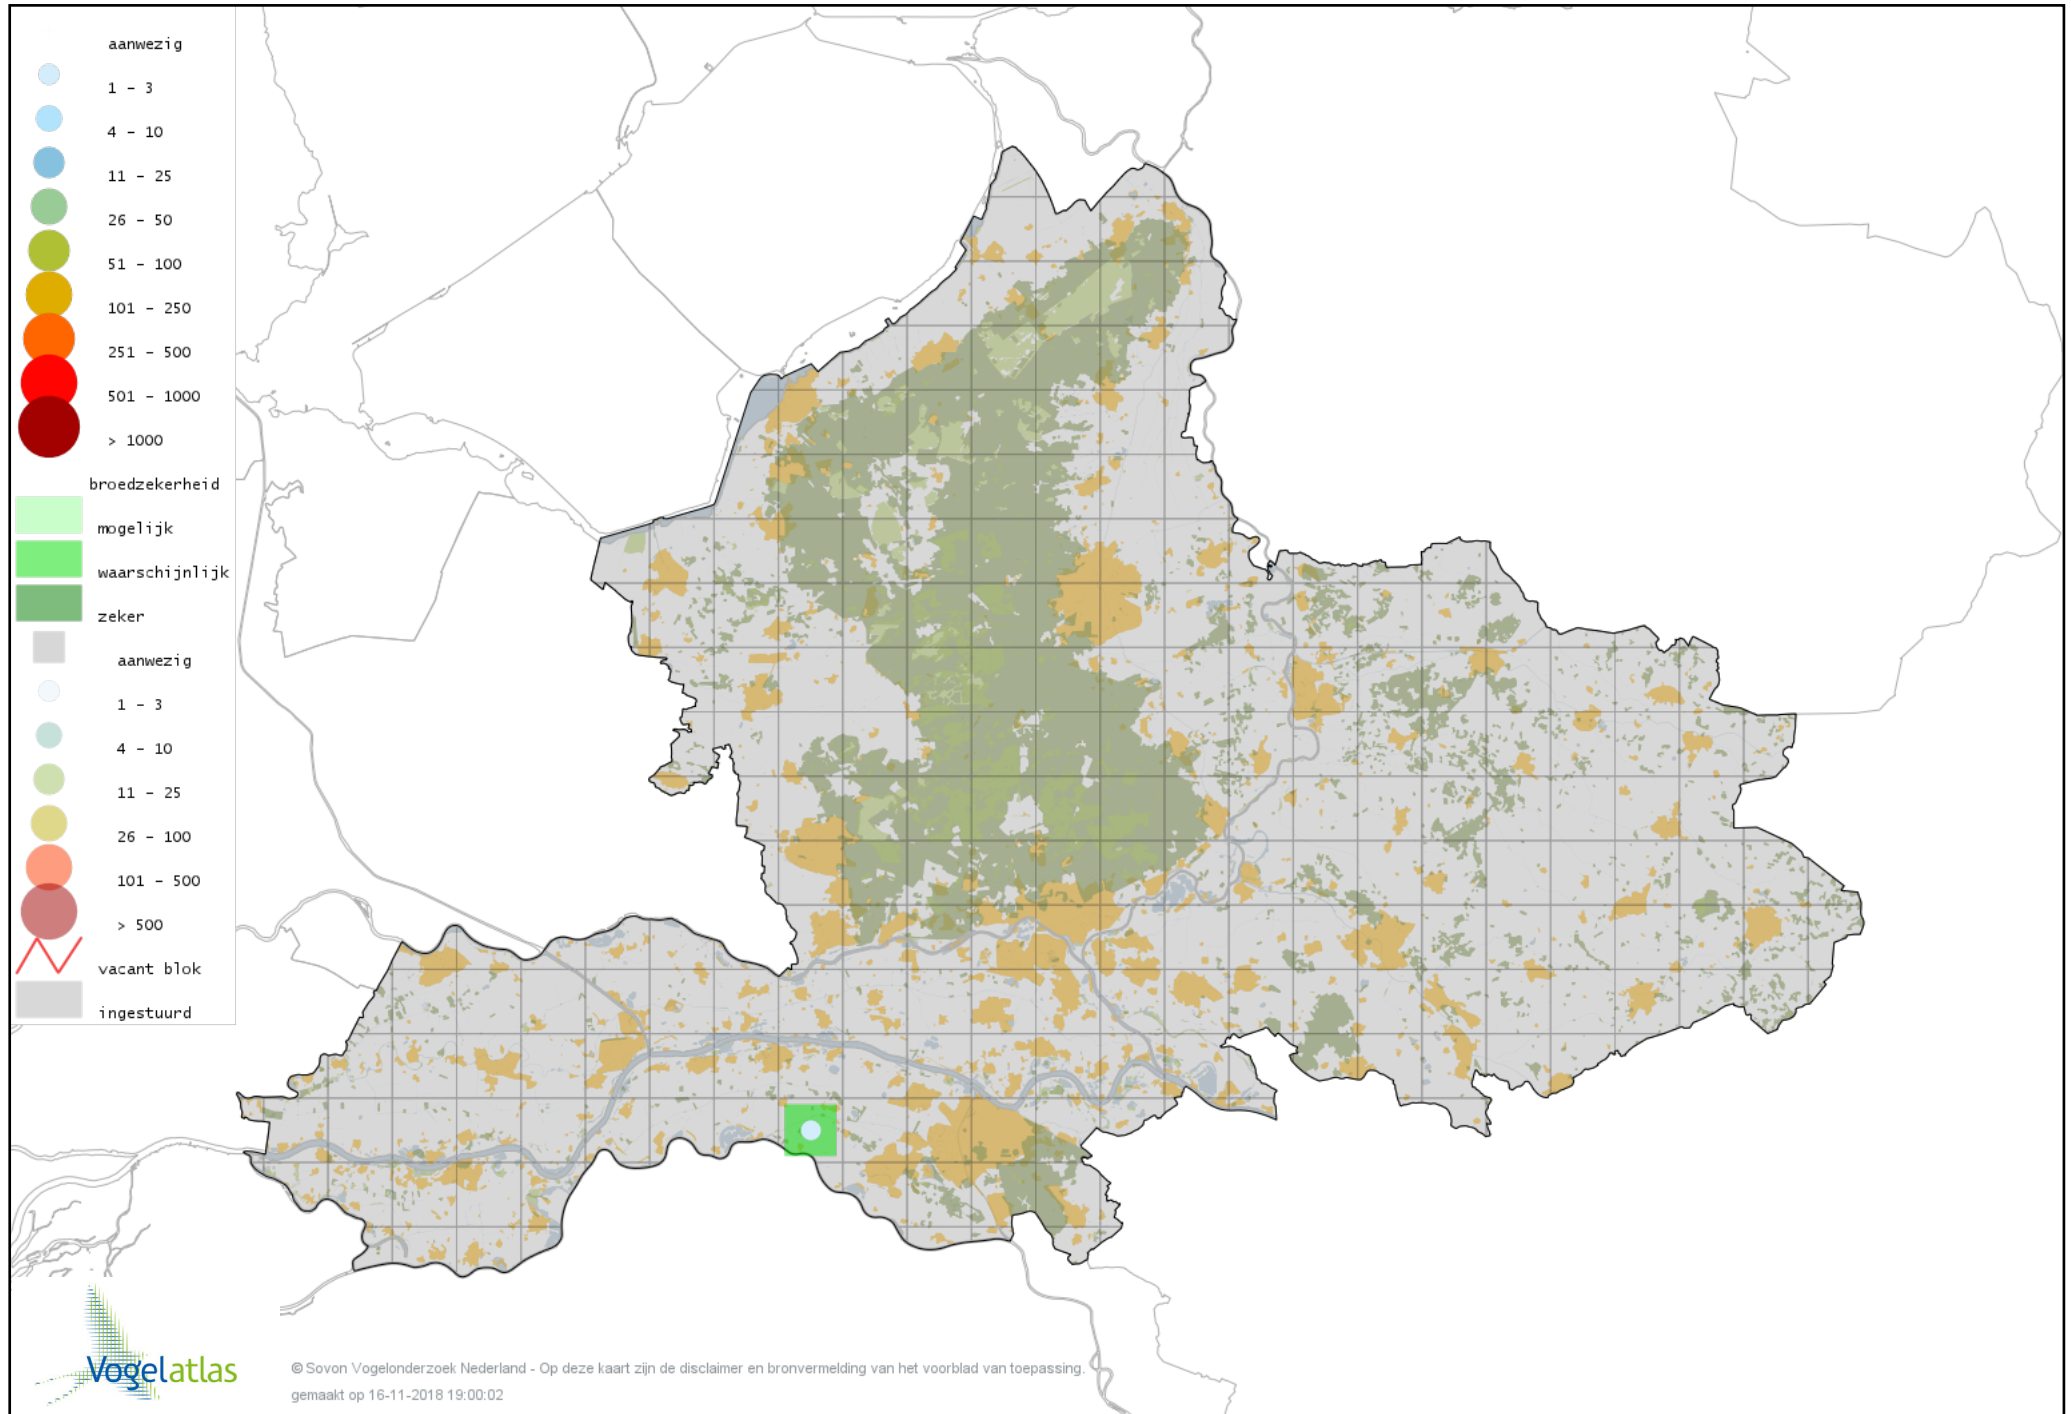 aanwezig
1 - 3
4 - 10
11 - 25
26 - 50
51 - 100
101 - 250
251 - 500
501 - 1000
> 1000
broedzekerheid
mogelijk
waarschijnlijk
zeker
aanwezig
1 - 3
4 - 10
11 - 25
26 - 100
101 - 500
> 500
vacant blok
ingestuurd
Vogelatlas
© Sovon Vogelonderzoek Nederland - Op deze kaart zijn de disclaimer en bronvermelding van het voorblad van toepassing.
gemaakt op 16-11-2018 19:00:02